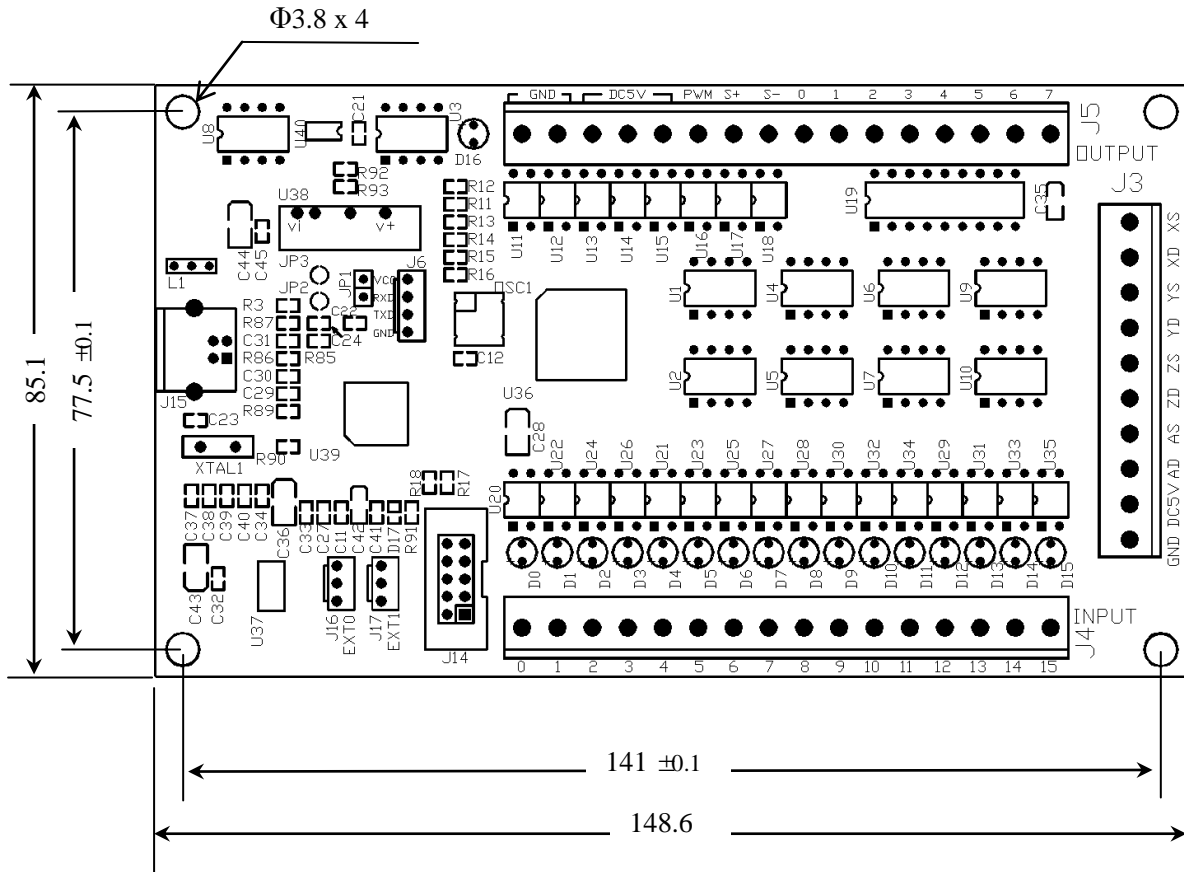 Φ3.8 x 4
GND DC5V PWM S+ S- 0 1 2 3 4 5 6 7
J5
OUTPUT
J3
U8 U40 C21 U3
D16
R92
R93
U38
vi v+
C44 C45
JP3
JP2
JP1
J6
VCC
RXD
TXD
GND
L1
R12
R11
R13
R14
R15
R16
OSC1
C12
U11 U12 U13 U14 U15 U16 U17 U18
U19
C35
U1 U4 U6 U9
U2 U5 U7 U10
XS
XD
YS
YD
ZS
ZD
AS
AD
DC5V
GND
R3
R87
C31
R86
C30
C29
R89
C22
C24
R85
J15
C23
XTAL1
R90
U39
U36
C28
U20 U22 U24 U26 U21 U23 U25 U27 U28 U30 U32 U34 U29 U31 U33 U35
R18 R17
C37 C38 C39 C40 C34 C36 C33 C27 C11 C42 C41 D17 R91
C43 C32
U37
J16 EXT0
J17 EXT1
J14
D0 D1 D2 D3 D4 D5 D6 D7 D8 D9 D10 D11 D12 D13 D14 D15
INPUT
J4
0 1 2 3 4 5 6 7 8 9 10 11 12 13 14 15
85.1
77.5 ±0.1
141 ±0.1
148.6